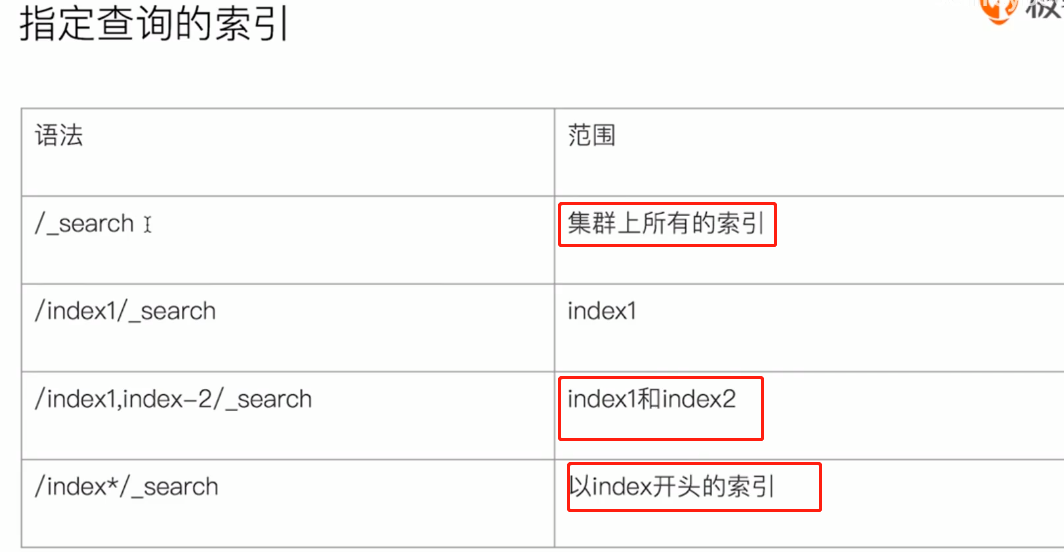 指定查询的索引
语法 范围
/_search 集群上所有的索引
/index1/_search index1
/index1,index-2/_search index1和index2
/index*/_search 以index开头的索引